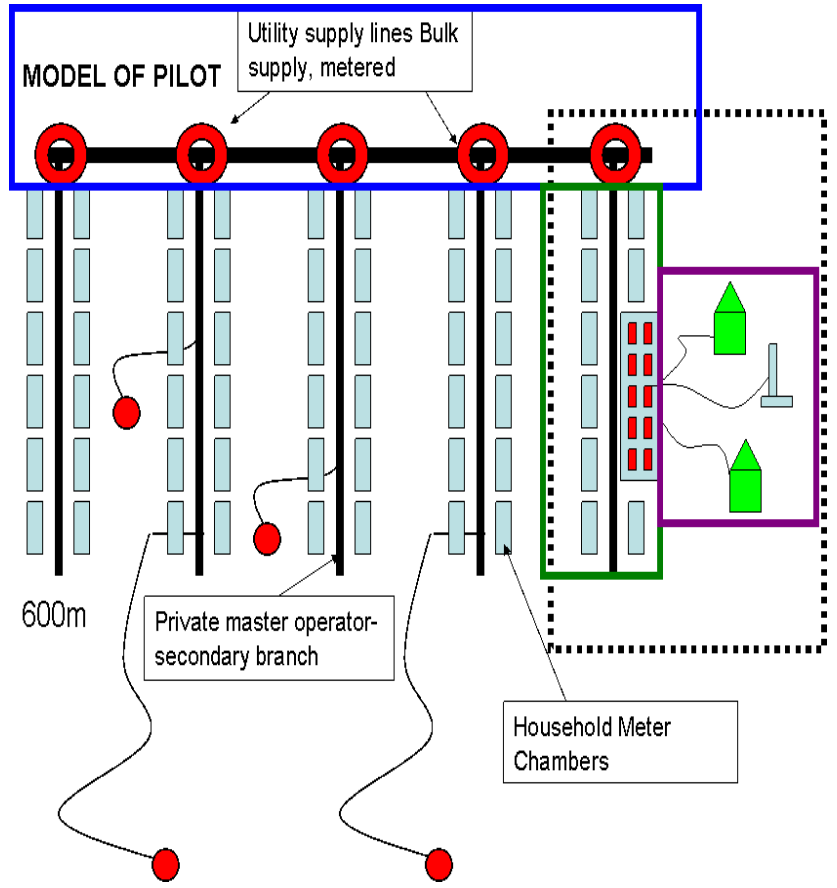 Utility supply lines Bulk
supply, metered
MODEL OF PILOT
600m
Private master operator-
secondary branch
Household Meter
Chambers